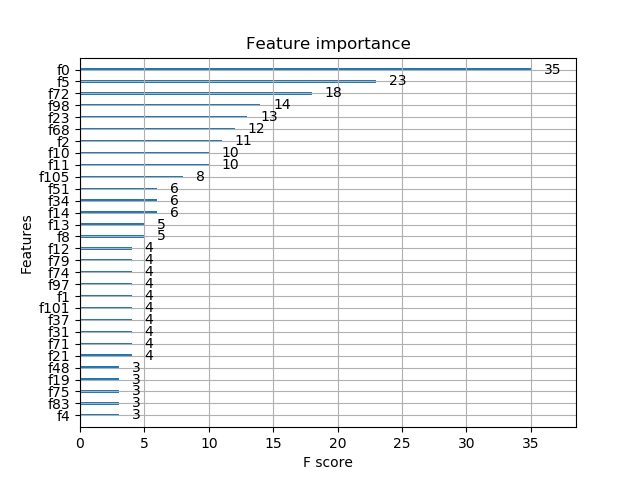 Feature importance
f0 35
f5 23
f72 18
f98 14
f23 13
f68 12
f2 11
f10 10
f11 10
f105 8
f51 6
f34 6
f14 6
f13 5
f8 5
f12 4
f79 4
f74 4
f97 4
f1 4
f101 4
f37 4
f31 4
f71 4
f21 4
f48 3
f19 3
f75 3
f83 3
f4 3
Features
0 5 10 15 20 25 30 35
F score